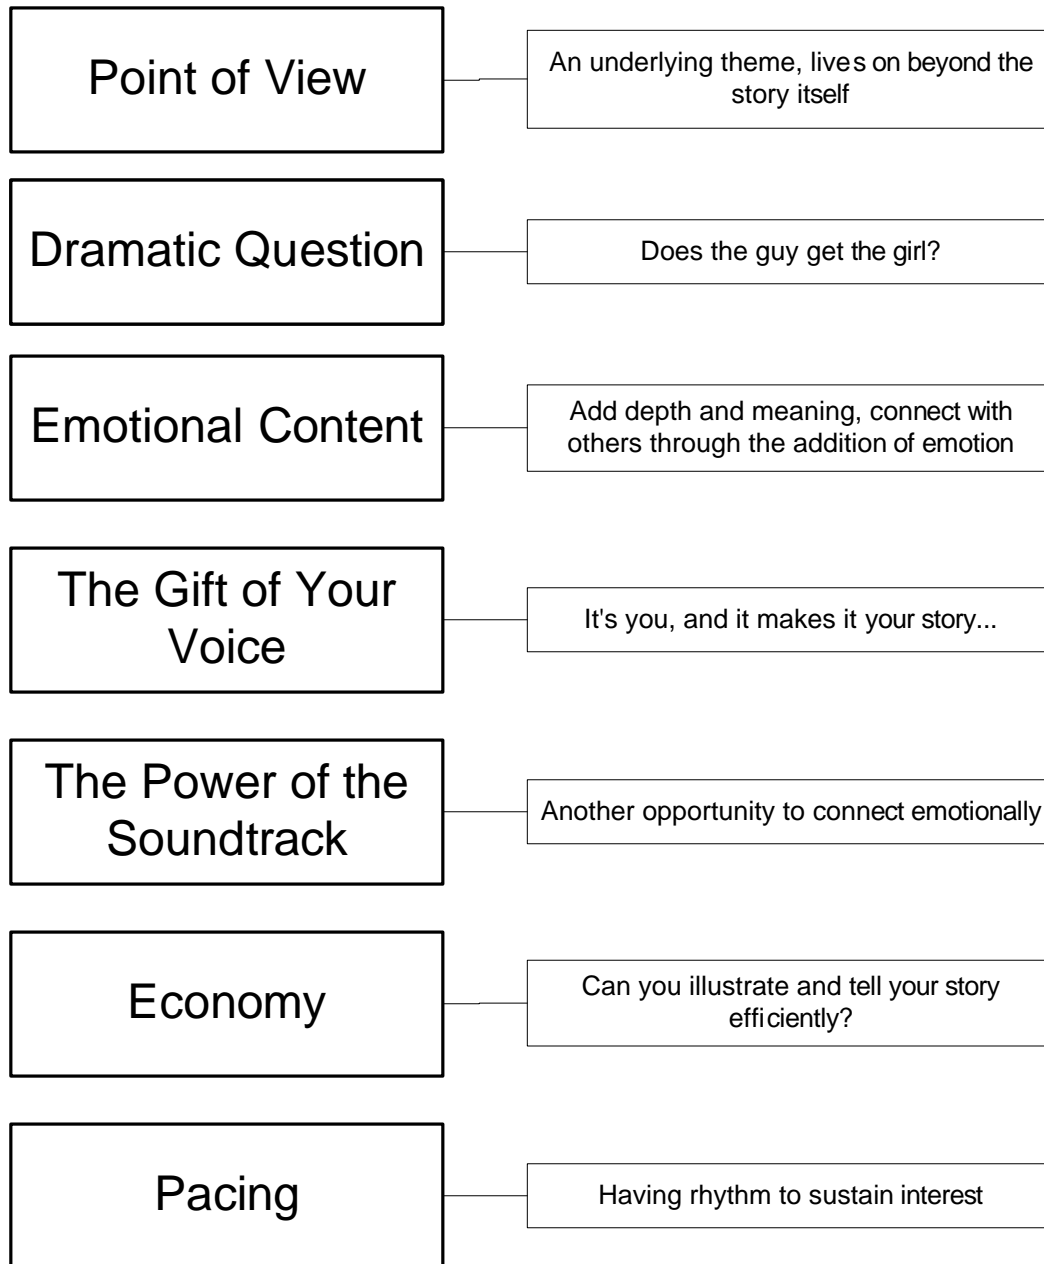 Point of View
An underlying theme, lives on beyond the
story itself
Dramatic Question
Does the guy get the girl?
Emotional Content
Add depth and meaning, connect with
others through the addition of emotion
The Gift of Your
Voice
It's you, and it makes it your story...
The Power of the
Soundtrack
Another opportunity to connect emotionally
Economy
Can you illustrate and tell your story
efficiently?
Pacing
Having rhythm to sustain interest